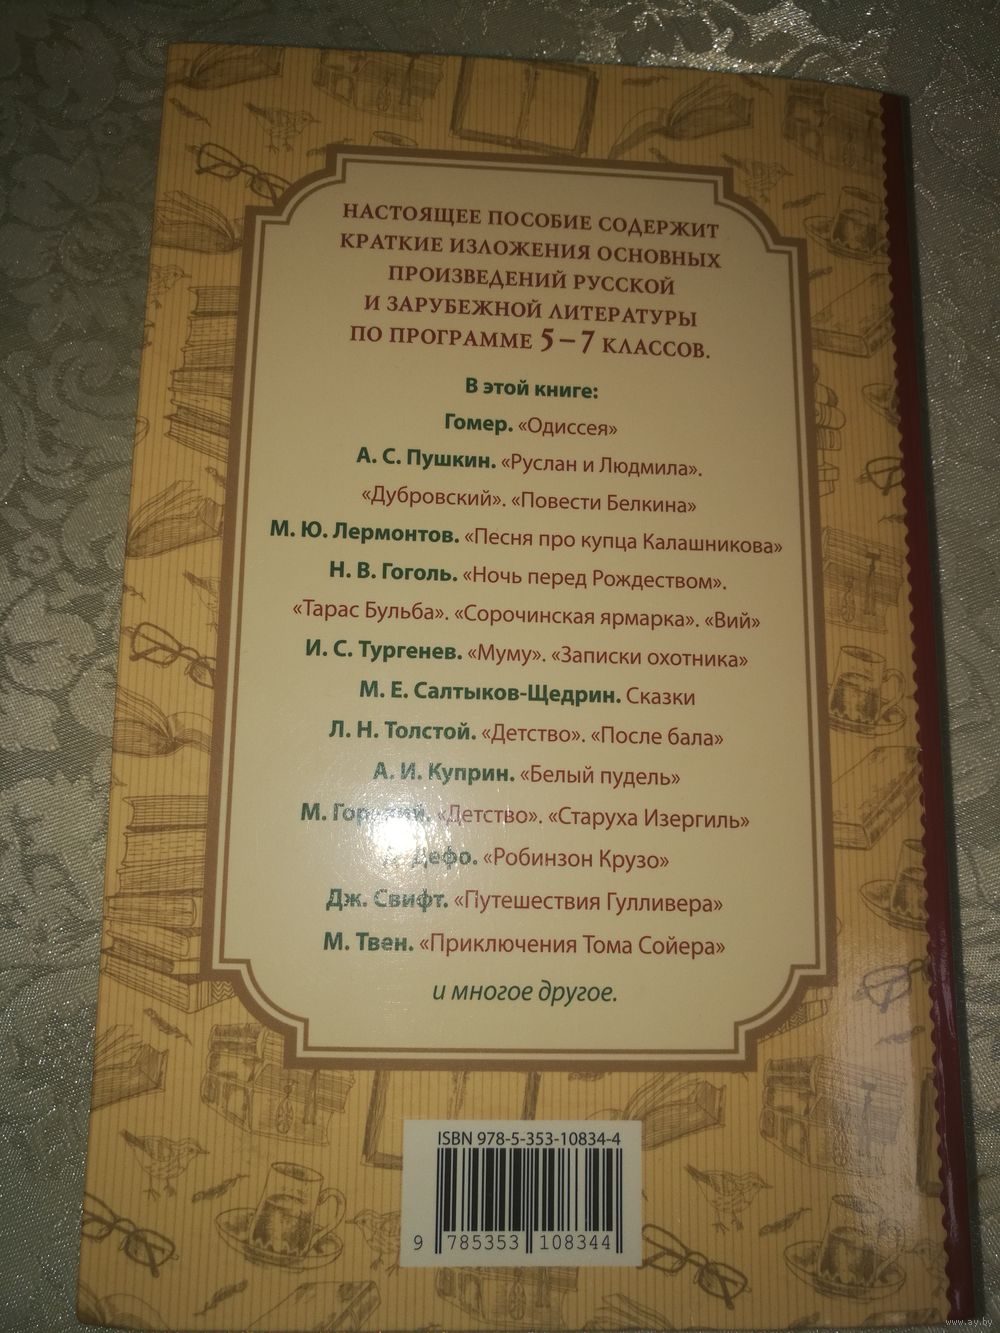 НАСТОЯЩЕЕ ПОСОБИЕ СОДЕРЖИТ
КРАТКИЕ ИЗЛОЖЕНИЯ ОСНОВНЫХ
ПРОИЗВЕДЕНИЙ РУССКОЙ
И ЗАРУБЕЖНОЙ ЛИТЕРАТУРЫ
ПО ПРОГРАММЕ 5–7 КЛАССОВ.
В этой книге:
Гомер. «Одиссея»
А. С. Пушкин. «Руслан и Людмила».
«Дубровский». «Повести Белкина»
М. Ю. Лермонтов. «Песня про купца Калашникова»
Н. В. Гоголь. «Ночь перед Рождеством».
«Тарас Бульба». «Сорочинская ярмарка». «Вий»
И. С. Тургенев. «Муму». «Записки охотника»
М. Е. Салтыков-Щедрин. Сказки
Л. Н. Толстой. «Детство». «После бала»
А. И. Куприн. «Белый пудель»
М. Горький. «Детство». «Старуха Изергиль»
Дефо. «Робинзон Крузо»
Дж. Свифт. «Путешествия Гулливера»
М. Твен. «Приключения Тома Сойера»
и многое другое.
ISBN 978-5-353-10834-4
9 785353 108344
www.ay.by